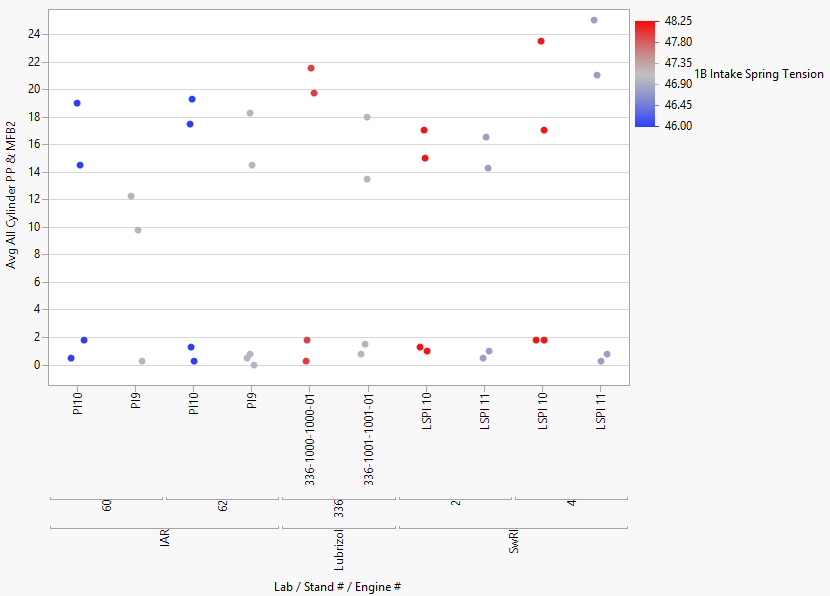 Avg All Cylinder PP & MFB2
24
22
20
18
16
14
12
10
8
6
4
2
0
48.25
47.80
47.35
46.90
46.45
46.00
1B Intake Spring Tension
PI10
PI9
PI10
PI9
336-1000-1000-01
336-1001-1001-01
LSPI 10
LSPI 11
LSPI 10
LSPI 11
60
62
336
2
4
IAR
Lubrizol
SwRI
Lab / Stand # / Engine #